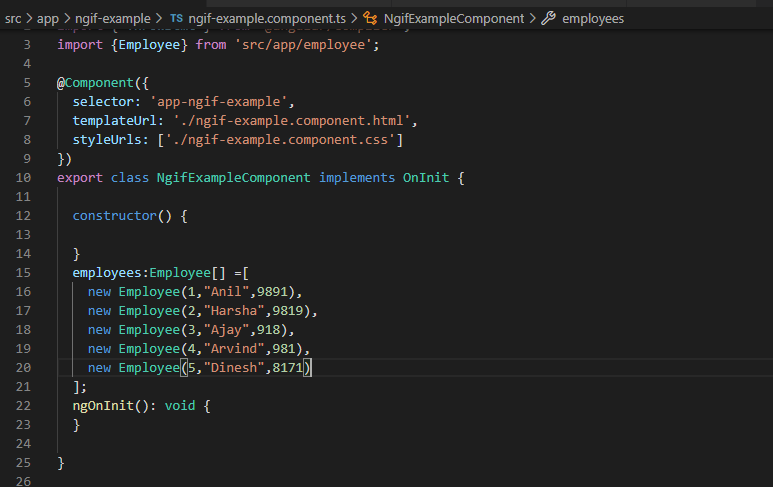 src > app > ngif-example > TS ngif-example.component.ts > NgifExampleComponent > employees
3 import {Employee} from 'src/app/employee';
4
5 @Component({
6 selector: 'app-ngif-example',
7 templateUrl: './ngif-example.component.html',
8 styleUrls: ['./ngif-example.component.css']
9 })
10 export class NgifExampleComponent implements OnInit {
11
12 constructor() {
13
14 }
15 employees:Employee[] =[
16 new Employee(1,"Anil",9891),
17 new Employee(2,"Harsha",9819),
18 new Employee(3,"Ajay",918),
19 new Employee(4,"Arvind",981),
20 new Employee(5,"Dinesh",8171)
21 ];
22 ngOnInit(): void {
23 }
24
25 }
26